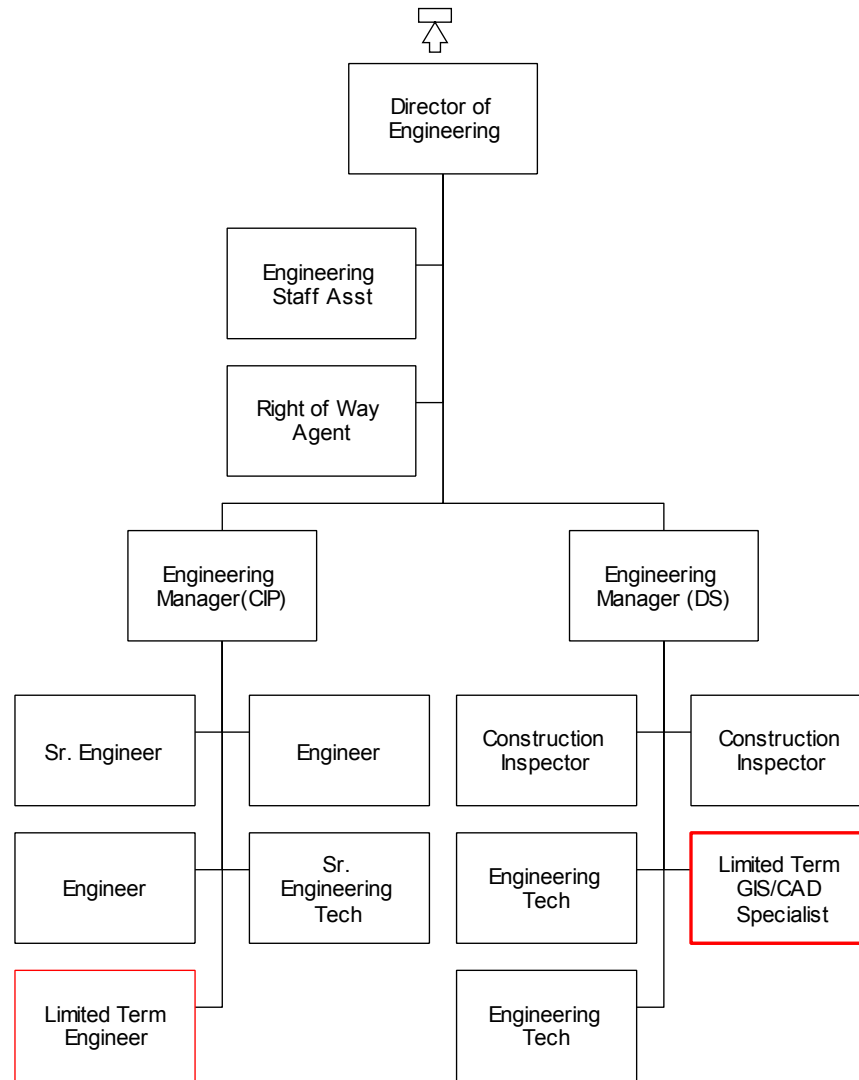 Director of
Engineering
Engineering
Staff Asst
Right of Way
Agent
Engineering
Manager(CIP)
Engineering
Manager (DS)
Sr. Engineer
Engineer
Construction
Inspector
Construction
Inspector
Engineer
Sr.
Engineering
Tech
Engineering
Tech
Limited Term
GIS/CAD
Specialist
Limited Term
Engineer
Engineering
Tech